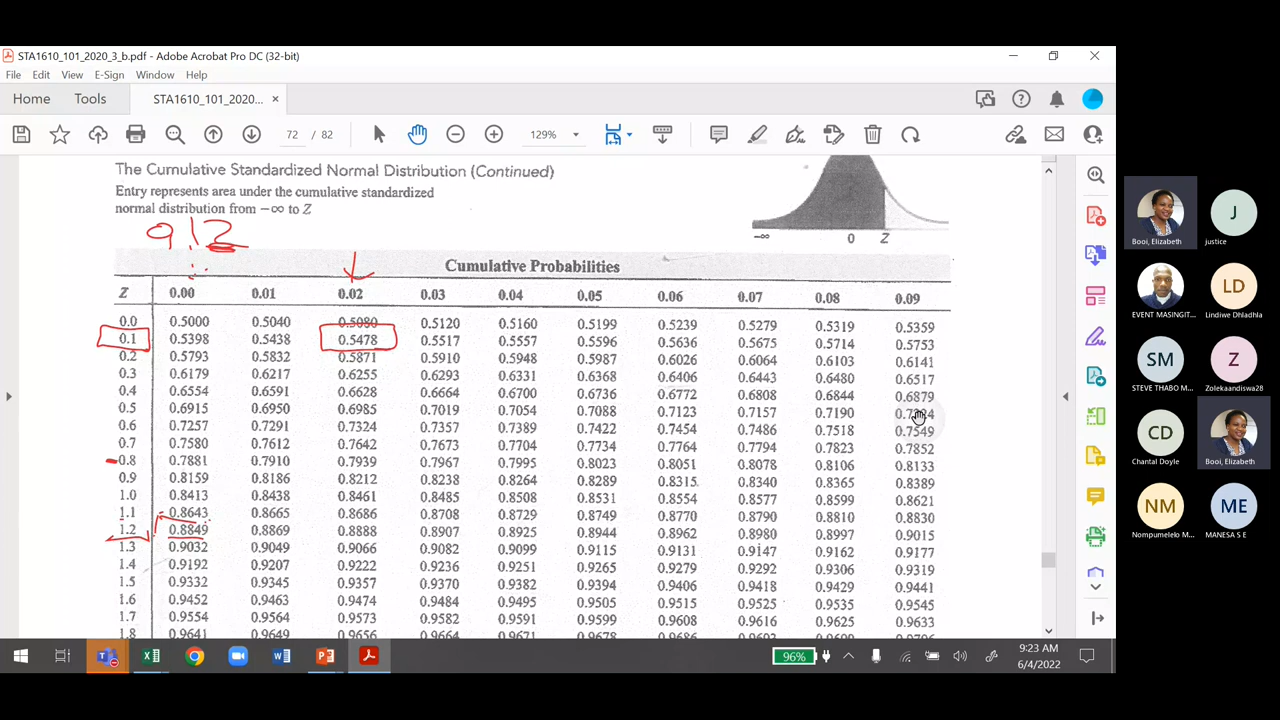 STA1610_101_2020_3_b.pdf - Adobe Acrobat Pro DC (32-bit)
File Edit View E-Sign Window Help
Home Tools STA1610_101_2020... ×
72 / 82 129%
The Cumulative Standardized Normal Distribution (Continued)
Entry represents area under the cumulative standardized
normal distribution from −∞ to Z
−∞ 0 Z
Cumulative Probabilities
Z 0.00 0.01 0.02 0.03 0.04 0.05 0.06 0.07 0.08 0.09
0.0 0.5000 0.5040 0.5080 0.5120 0.5160 0.5199 0.5239 0.5279 0.5319 0.5359
0.1 0.5398 0.5438 0.5478 0.5517 0.5557 0.5596 0.5636 0.5675 0.5714 0.5753
0.2 0.5793 0.5832 0.5871 0.5910 0.5948 0.5987 0.6026 0.6064 0.6103 0.6141
0.3 0.6179 0.6217 0.6255 0.6293 0.6331 0.6368 0.6406 0.6443 0.6480 0.6517
0.4 0.6554 0.6591 0.6628 0.6664 0.6700 0.6736 0.6772 0.6808 0.6844 0.6879
0.5 0.6915 0.6950 0.6985 0.7019 0.7054 0.7088 0.7123 0.7157 0.7190
0.6 0.7257 0.7291 0.7324 0.7357 0.7389 0.7422 0.7454 0.7486 0.7518 0.7549
0.7 0.7580 0.7612 0.7642 0.7673 0.7704 0.7734 0.7764 0.7794 0.7823 0.7852
0.8 0.7881 0.7910 0.7939 0.7967 0.7995 0.8023 0.8051 0.8078 0.8106 0.8133
0.9 0.8159 0.8186 0.8212 0.8238 0.8264 0.8289 0.8315 0.8340 0.8365 0.8389
1.0 0.8413 0.8438 0.8461 0.8485 0.8508 0.8531 0.8554 0.8577 0.8599 0.8621
1.1 0.8643 0.8665 0.8686 0.8708 0.8729 0.8749 0.8770 0.8790 0.8810 0.8830
1.2 0.8849 0.8869 0.8888 0.8907 0.8925 0.8944 0.8962 0.8980 0.8997 0.9015
1.3 0.9032 0.9049 0.9066 0.9082 0.9099 0.9115 0.9131 0.9147 0.9162 0.9177
1.4 0.9192 0.9207 0.9222 0.9236 0.9251 0.9265 0.9279 0.9292 0.9306 0.9319
1.5 0.9332 0.9345 0.9357 0.9370 0.9382 0.9394 0.9406 0.9418 0.9429 0.9441
1.6 0.9452 0.9463 0.9474 0.9484 0.9495 0.9505 0.9515 0.9525 0.9535 0.9545
1.7 0.9554 0.9564 0.9573 0.9582 0.9591 0.9599 0.9608 0.9616 0.9625 0.9633
1.8 0.9641 0.9649 0.9656 0.9664 0.9671 0.9678 0.9686
96%
9:23 AM
6/4/2022
Booi, Elizabeth
J
justice
EVENT MASINGIT...
LD
Lindiwe Dhladhla
SM
STEVE THABO M...
Z
Zolekaandiswa28
CD
Chantal Doyle
Booi, Elizabeth
NM
Nompumelelo M...
ME
MANESA S E